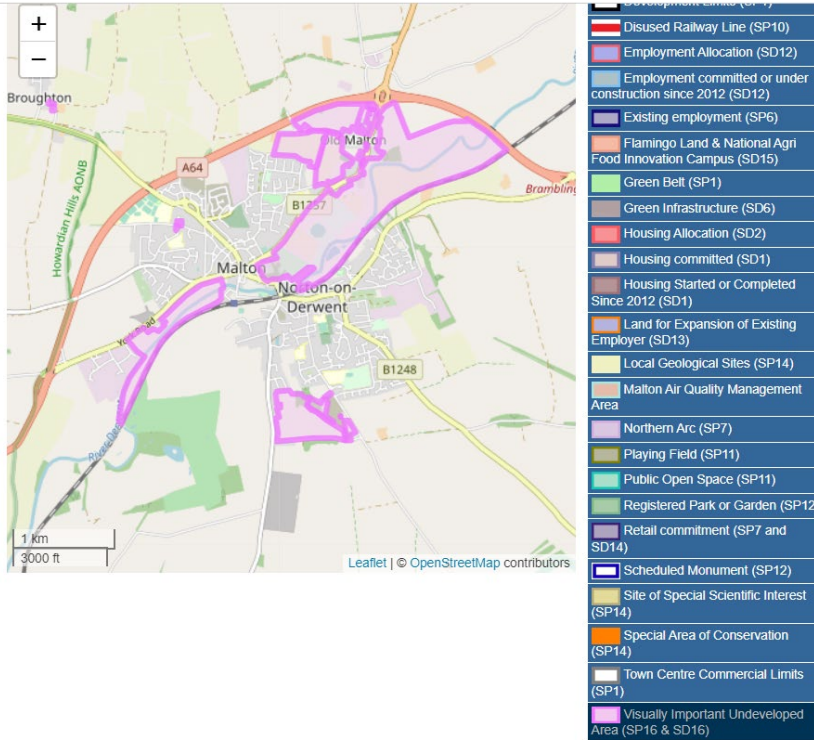 +
−
Broughton
A64
Old Malton
B1257
Howardian Hills AONB
Brambling
Malton
Norton-on-
Derwent
B1248
1 km
3000 ft
Leaflet | © OpenStreetMap contributors
Disused Railway Line (SP10)
Employment Allocation (SD12)
Employment committed or under
construction since 2012 (SD12)
Existing employment (SP6)
Flamingo Land & National Agri
Food Innovation Campus (SD15)
Green Belt (SP1)
Green Infrastructure (SD6)
Housing Allocation (SD2)
Housing committed (SD1)
Housing Started or Completed
Since 2012 (SD1)
Land for Expansion of Existing
Employer (SD13)
Local Geological Sites (SP14)
Malton Air Quality Management
Area
Northern Arc (SP7)
Playing Field (SP11)
Public Open Space (SP11)
Registered Park or Garden (SP12
Retail commitment (SP7 and
SD14)
Scheduled Monument (SP12)
Site of Special Scientific Interest
(SP14)
Special Area of Conservation
(SP14)
Town Centre Commercial Limits
(SP1)
Visually Important Undeveloped
Area (SP16 & SD16)